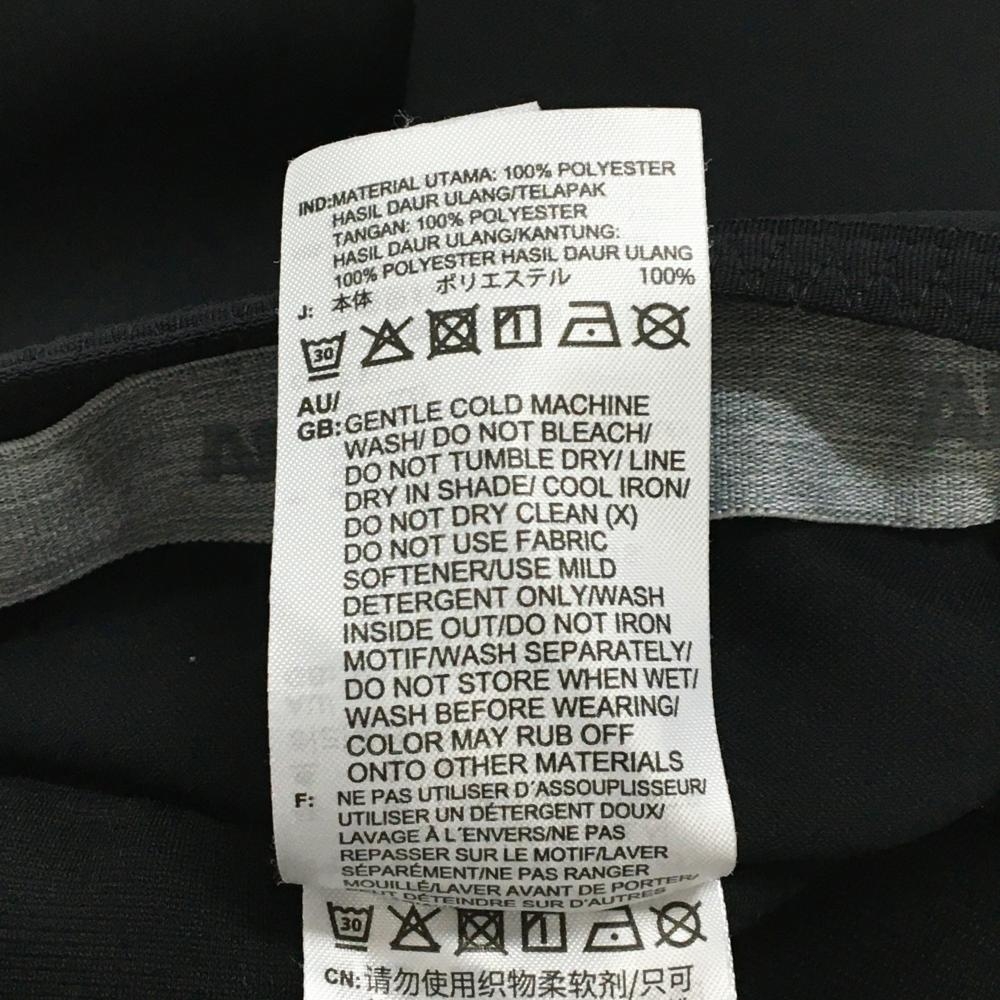 IND:MATERIAL UTAMA: 100% POLYESTER
HASIL DAUR ULANG/TELAPAK
TANGAN: 100% POLYESTER
HASIL DAUR ULANG/KANTUNG:
100% POLYESTER HASIL DAUR ULANG
J: 本体 ポリエステル 100%
30
AU/
GB:GENTLE COLD MACHINE
WASH/ DO NOT BLEACH/
DO NOT TUMBLE DRY/ LINE
DRY IN SHADE/ COOL IRON/
DO NOT DRY CLEAN (X)
DO NOT USE FABRIC
SOFTENER/USE MILD
DETERGENT ONLY/WASH
INSIDE OUT/DO NOT IRON
MOTIF/WASH SEPARATELY/
DO NOT STORE WHEN WET/
WASH BEFORE WEARING/
COLOR MAY RUB OFF
ONTO OTHER MATERIALS
F: NE PAS UTILISER D´ASSOUPLISSEUR/
UTILISER UN DÉTERGENT DOUX/
LAVAGE À L´ENVERS/NE PAS
REPASSER SUR LE MOTIF/LAVER
SÉPARÉMENT/NE PAS RANGER
MOUILLÉ/LAVER AVANT DE PORTER/
PEUT DÉTEINDRE SUR D'AUTRES
30
CN:请勿使用织物柔软剂/只可